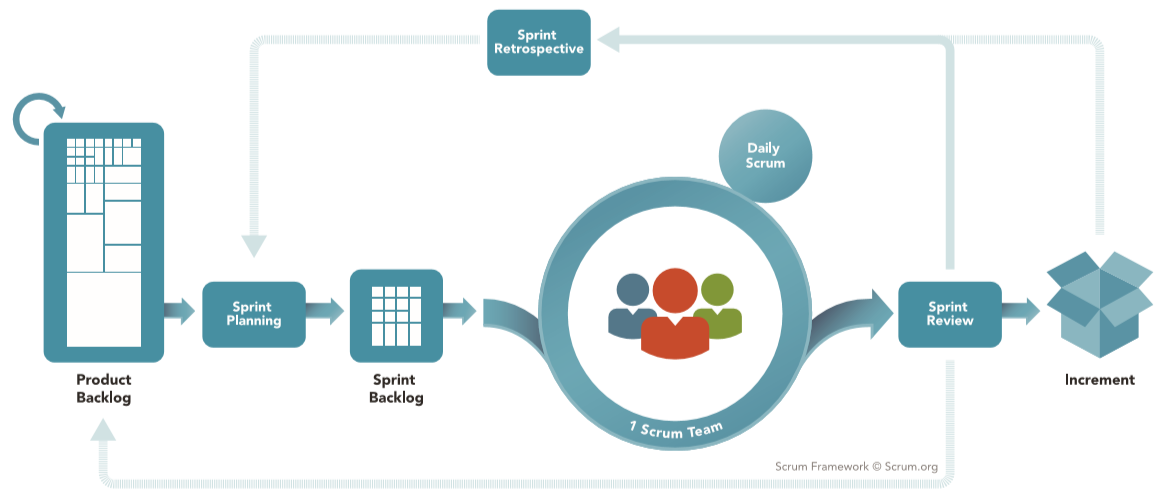 Sprint
Retrospective
Daily
Scrum
Sprint
Planning
Sprint
Review
Product
Backlog
Sprint
Backlog
Increment
1 Scrum Team
Scrum Framework © Scrum.org